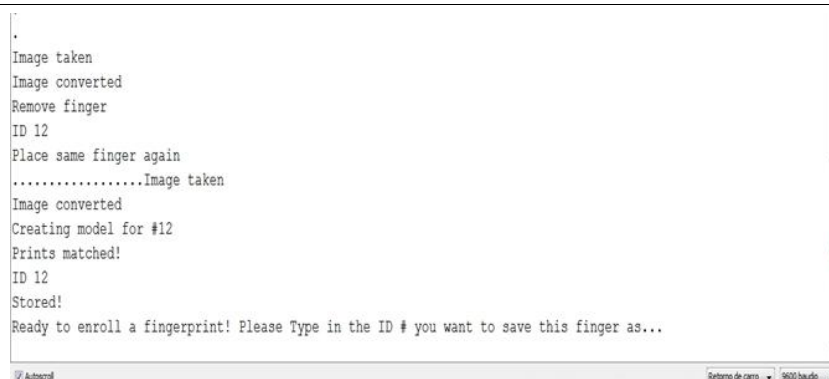 .
Image taken
Image converted
Remove finger
ID 12
Place same finger again
..................Image taken
Image converted
Creating model for #12
Prints matched!
ID 12
Stored!
Ready to enroll a fingerprint! Please Type in the ID # you want to save this finger as...
Autoscroll Retorno de carro 9600 baudio